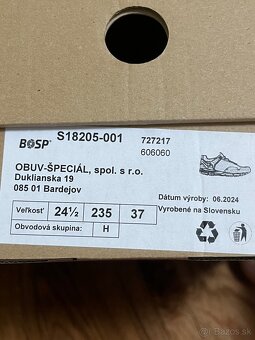 BOSP® S18205-001 727217
606060
OBUV-ŠPECIÁL, spol. s r.o.
Duklianska 19
085 01 Bardejov
Dátum výroby: 06.2024
Veľkosť 24½ 235 37 Vyrobené na Slovensku
Obvodová skupina: H
© Bazos.sk